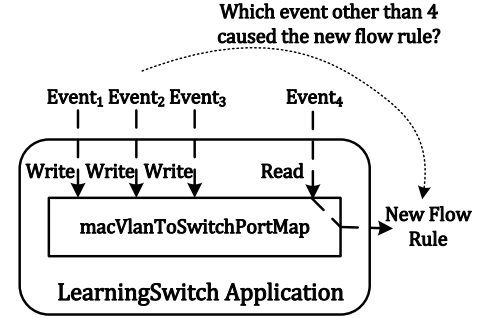 Which event other than 4
caused the new flow rule?
Event₁ Event₂ Event₃ Event₄
Write Write Write Read
macVlanToSwitchPortMap
New Flow
Rule
LearningSwitch Application